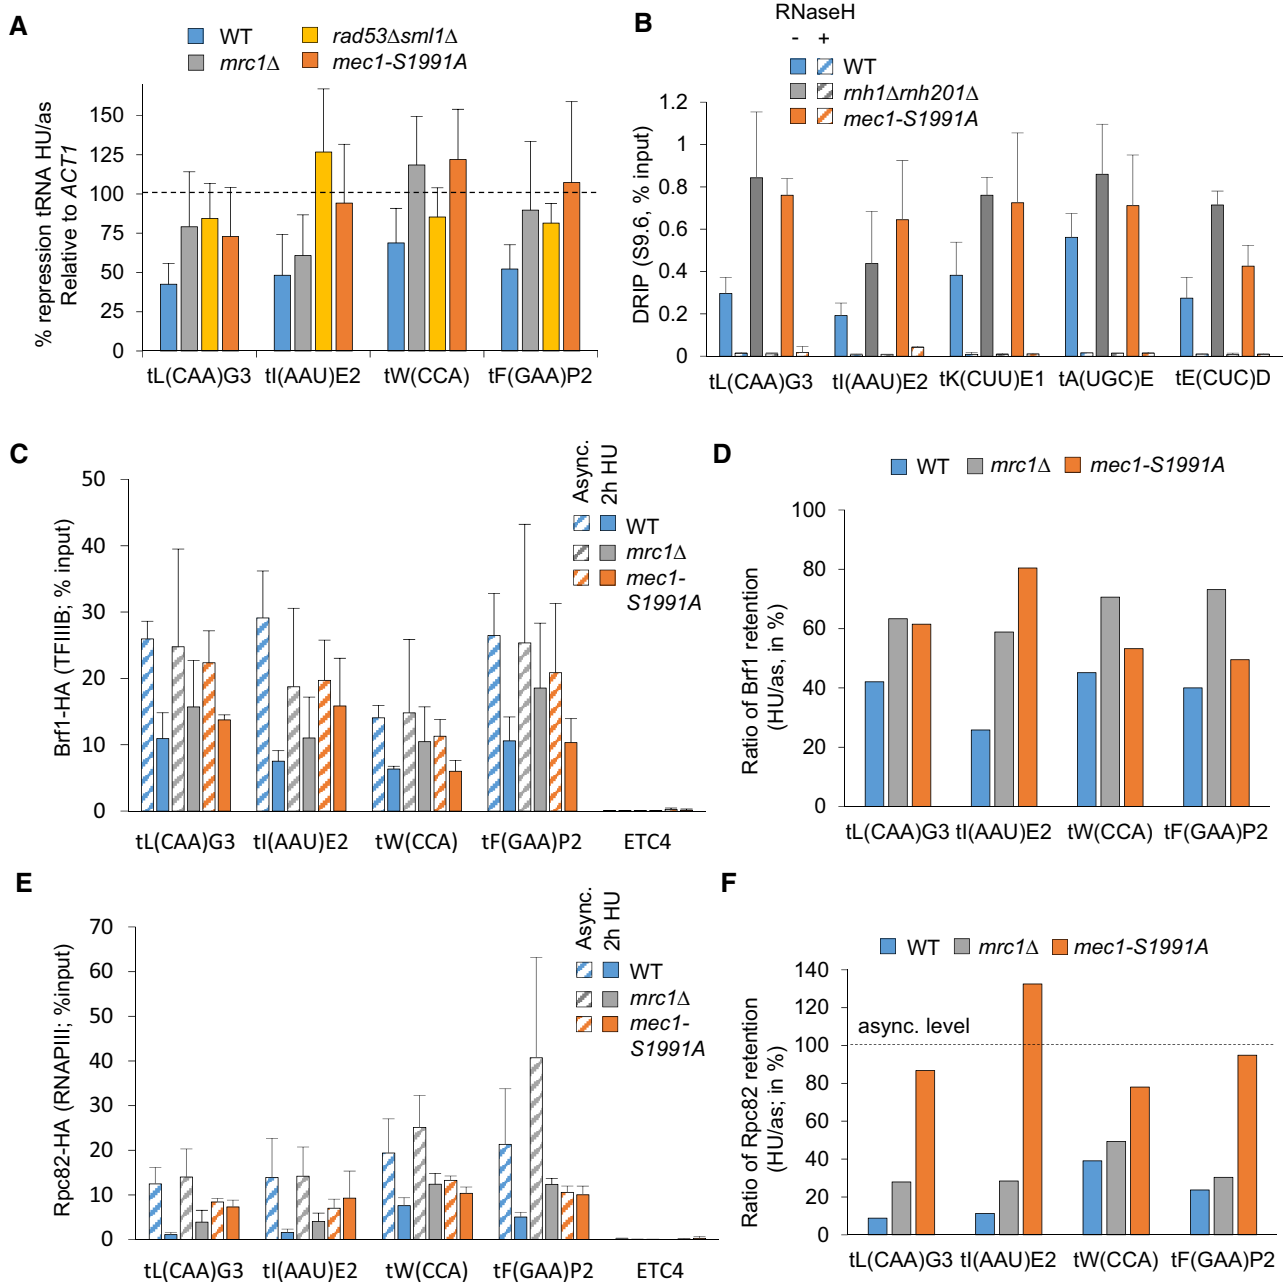 A
WT
rad53Δsml1Δ
mrc1Δ
mec1-S1991A
% repression tRNA HU/as
Relative to ACT1
150
125
100
75
50
25
0
tL(CAA)G3
tI(AAU)E2
tW(CCA)
tF(GAA)P2
B
RNaseH
- +
WT
rnh1Δrnh201Δ
mec1-S1991A
DRIP (S9.6, % input)
1.2
1
0.8
0.6
0.4
0.2
0
tL(CAA)G3
tI(AAU)E2
tK(CUU)E1
tA(UGC)E
tE(CUC)D
C
Async.
2h HU
WT
mrc1Δ
mec1-
S1991A
Brf1-HA (TFIIIB; % input)
50
40
30
20
10
0
tL(CAA)G3
tI(AAU)E2
tW(CCA)
tF(GAA)P2
ETC4
D
WT
mrc1Δ
mec1-S1991A
Ratio of Brf1 retention
(HU/as, in %)
100
80
60
40
20
0
tL(CAA)G3
tI(AAU)E2
tW(CCA)
tF(GAA)P2
E
Async.
2h HU
WT
mrc1Δ
mec1-
S1991A
Rpc82-HA (RNAPIII; %input)
70
60
50
40
30
20
10
0
tL(CAA)G3
tI(AAU)E2
tW(CCA)
tF(GAA)P2
ETC4
F
WT
mrc1Δ
mec1-S1991A
Ratio of Rpc82 retention
(HU/as; in %)
140
120
100
80
60
40
20
0
async. level
tL(CAA)G3
tI(AAU)E2
tW(CCA)
tF(GAA)P2